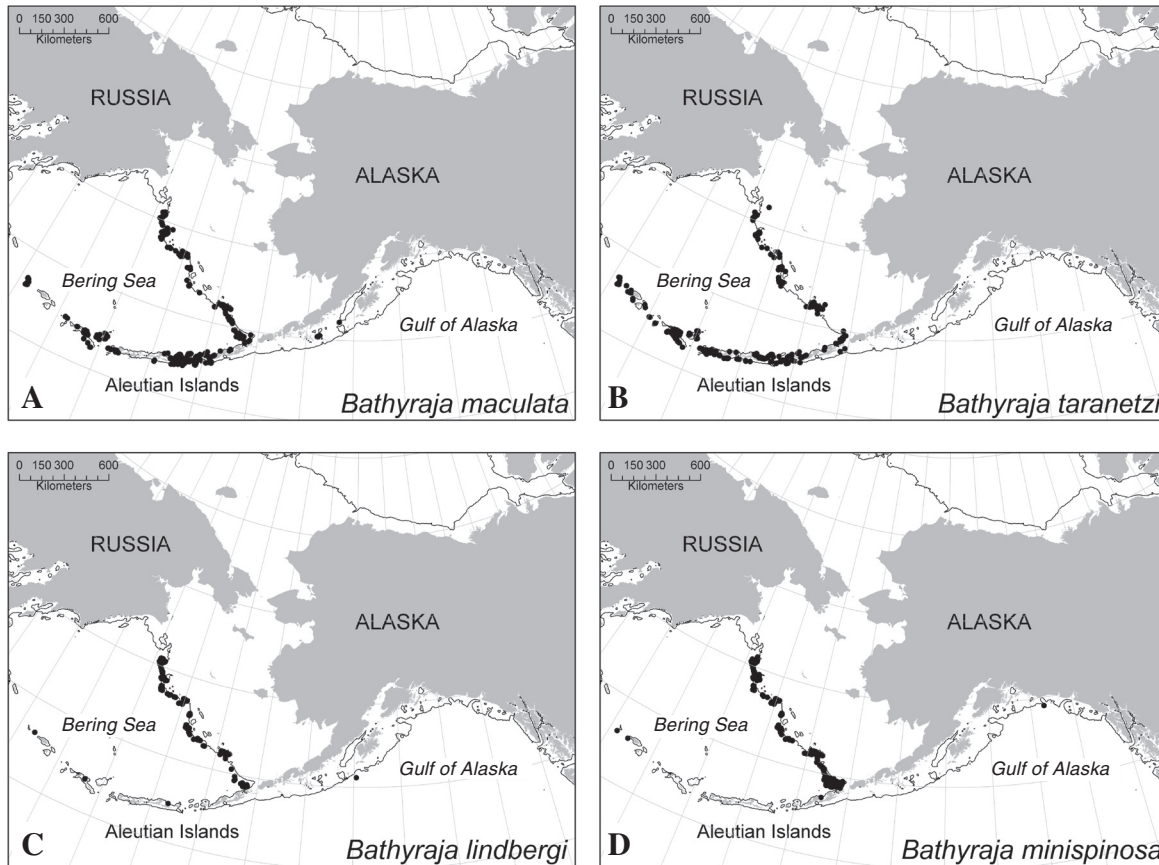 0 150 300 600
Kilometers
RUSSIA
ALASKA
Bering Sea
Gulf of Alaska
Aleutian Islands
A
Bathyraja maculata
0 150 300 600
Kilometers
RUSSIA
ALASKA
Bering Sea
Gulf of Alaska
Aleutian Islands
B
Bathyraja taranetzi
0 150 300 600
Kilometers
RUSSIA
ALASKA
Bering Sea
Gulf of Alaska
Aleutian Islands
C
Bathyraja lindbergi
0 150 300 600
Kilometers
RUSSIA
ALASKA
Bering Sea
Gulf of Alaska
Aleutian Islands
D
Bathyraja minispinosa